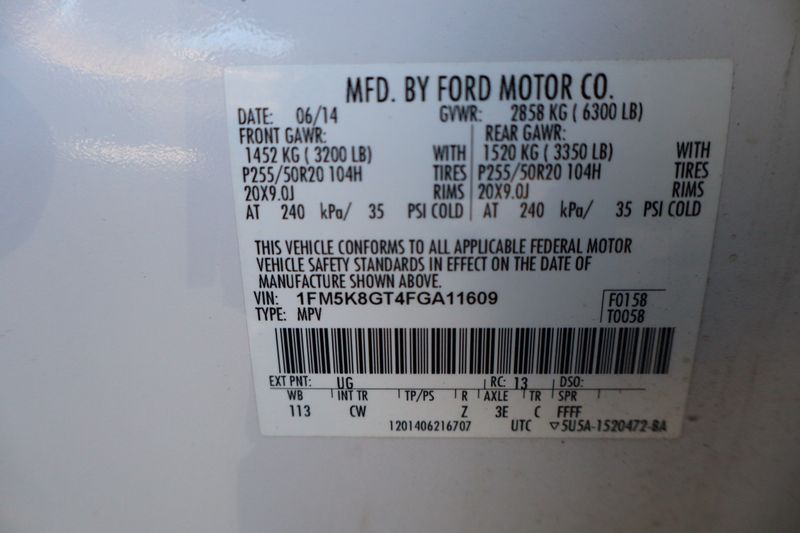 MFD. BY FORD MOTOR CO.
DATE: 06/14 GVWR: 2858 KG ( 6300 LB)
FRONT GAWR: REAR GAWR:
1452 KG ( 3200 LB) WITH 1520 KG ( 3350 LB) WITH
P255/50R20 104H TIRES P255/50R20 104H TIRES
20X9.0J RIMS 20X9.0J RIMS
AT 240 kPa/ 35 PSI COLD AT 240 kPa/ 35 PSI COLD
THIS VEHICLE CONFORMS TO ALL APPLICABLE FEDERAL MOTOR
VEHICLE SAFETY STANDARDS IN EFFECT ON THE DATE OF
MANUFACTURE SHOWN ABOVE.
VIN: 1FM5K8GT4FGA11609 F0158
TYPE: MPV T0058
EXT PNT: UG RC: 13 DSO:
WB INT TR TP/PS R AXLE TR SPR
113 CW Z 3E C FFFF
1201406216707 UTC ▽5U5A-1520472-BA